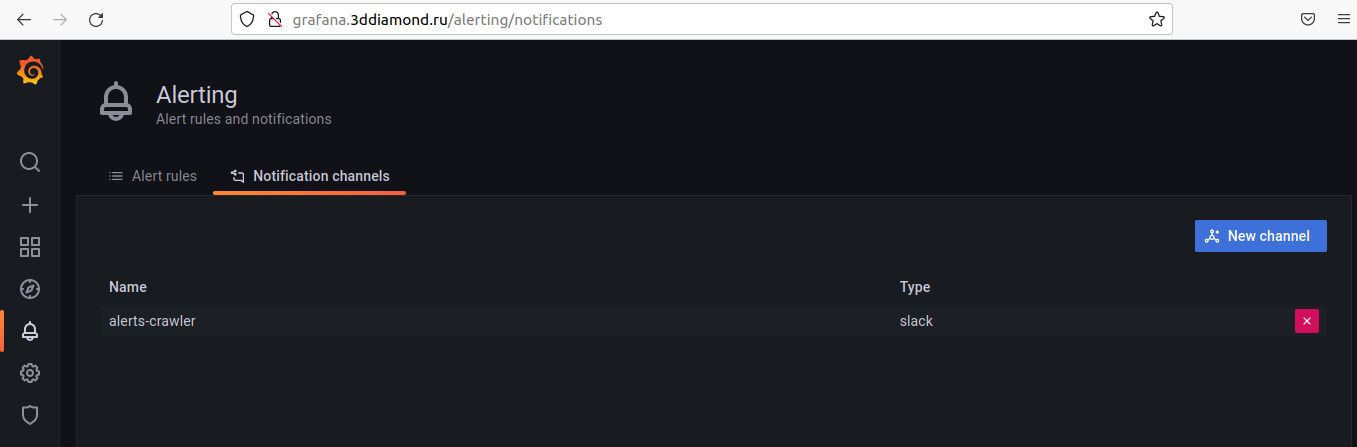 grafana.3ddiamond.ru/alerting/notifications
Alerting
Alert rules and notifications
Alert rules
Notification channels
New channel
Name
Type
alerts-crawler
slack